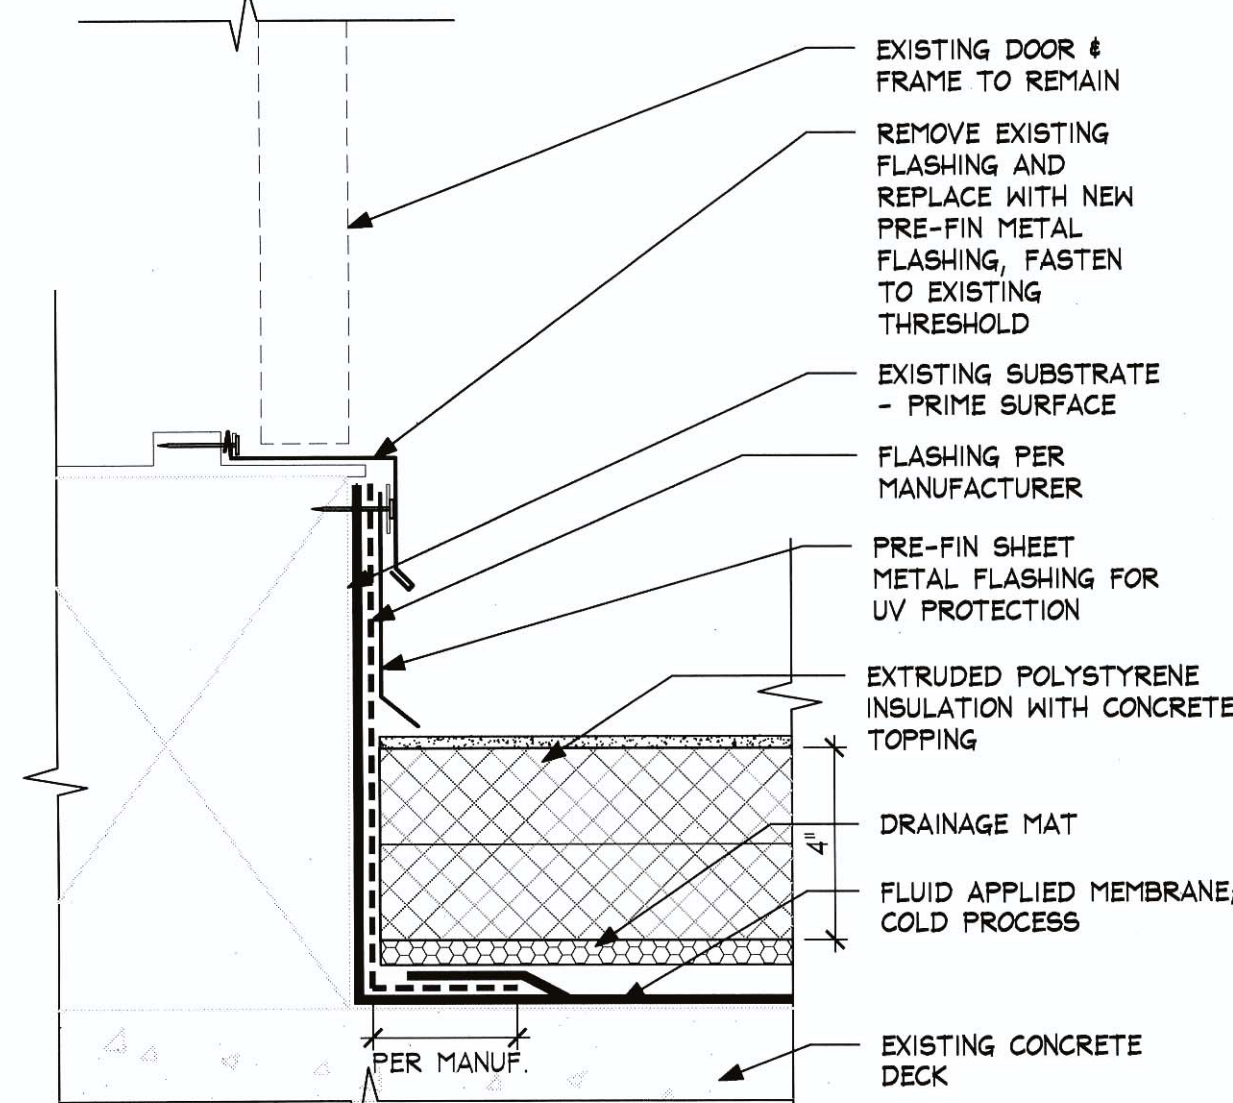 EXISTING DOOR &
FRAME TO REMAIN
REMOVE EXISTING
FLASHING AND
REPLACE WITH NEW
PRE-FIN METAL
FLASHING, FASTEN
TO EXISTING
THRESHOLD
EXISTING SUBSTRATE
- PRIME SURFACE
FLASHING PER
MANUFACTURER
PRE-FIN SHEET
METAL FLASHING FOR
UV PROTECTION
EXTRUDED POLYSTYRENE
INSULATION WITH CONCRETE
TOPPING
DRAINAGE MAT
4"
FLUID APPLIED MEMBRANE;
COLD PROCESS
EXISTING CONCRETE
DECK
PER MANUF.